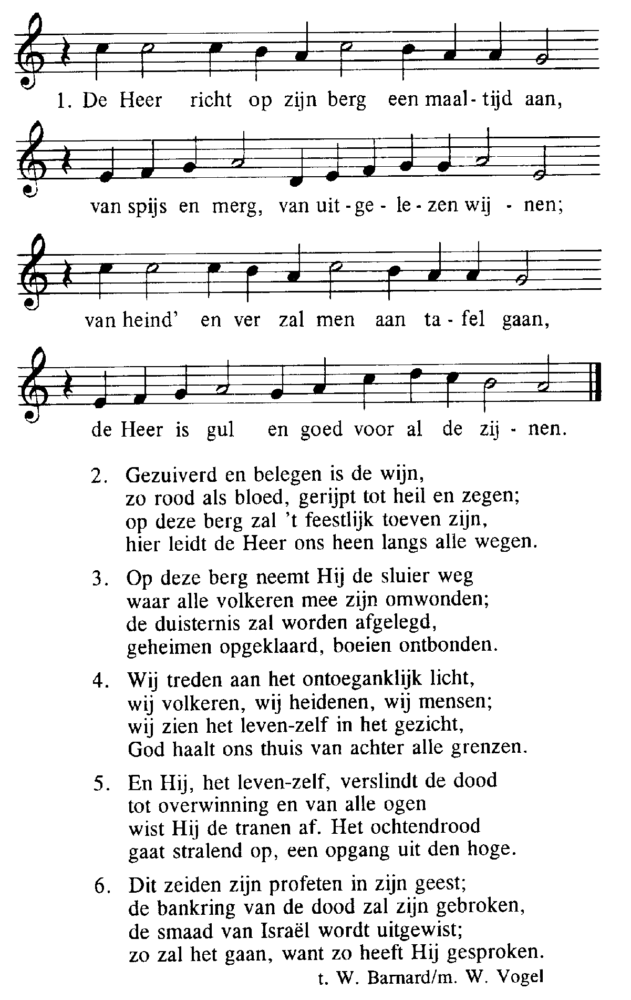 1. De Heer richt op zijn berg een maal- tijd aan,
van spijs en merg, van uit - ge - le - zen wij - nen;
van heind' en ver zal men aan ta - fel gaan,
de Heer is gul en goed voor al de zij - nen.
2. Gezuiverd en belegen is de wijn,
zo rood als bloed, gerijpt tot heil en zegen;
op deze berg zal 't feestlijk toeven zijn,
hier leidt de Heer ons heen langs alle wegen.
3. Op deze berg neemt Hij de sluier weg
waar alle volkeren mee zijn omwonden;
de duisternis zal worden afgelegd,
geheimen opgeklaard, boeien ontbonden.
4. Wij treden aan het ontoeganklijk licht,
wij volkeren, wij heidenen, wij mensen;
wij zien het leven-zelf in het gezicht,
God haalt ons thuis van achter alle grenzen.
5. En Hij, het leven-zelf, verslindt de dood
tot overwinning en van alle ogen
wist Hij de tranen af. Het ochtendrood
gaat stralend op, een opgang uit den hoge.
6. Dit zeiden zijn profeten in zijn geest;
de bankring van de dood zal zijn gebroken,
de smaad van Israël wordt uitgewist;
zo zal het gaan, want zo heeft Hij gesproken.
t. W. Barnard/m. W. Vogel